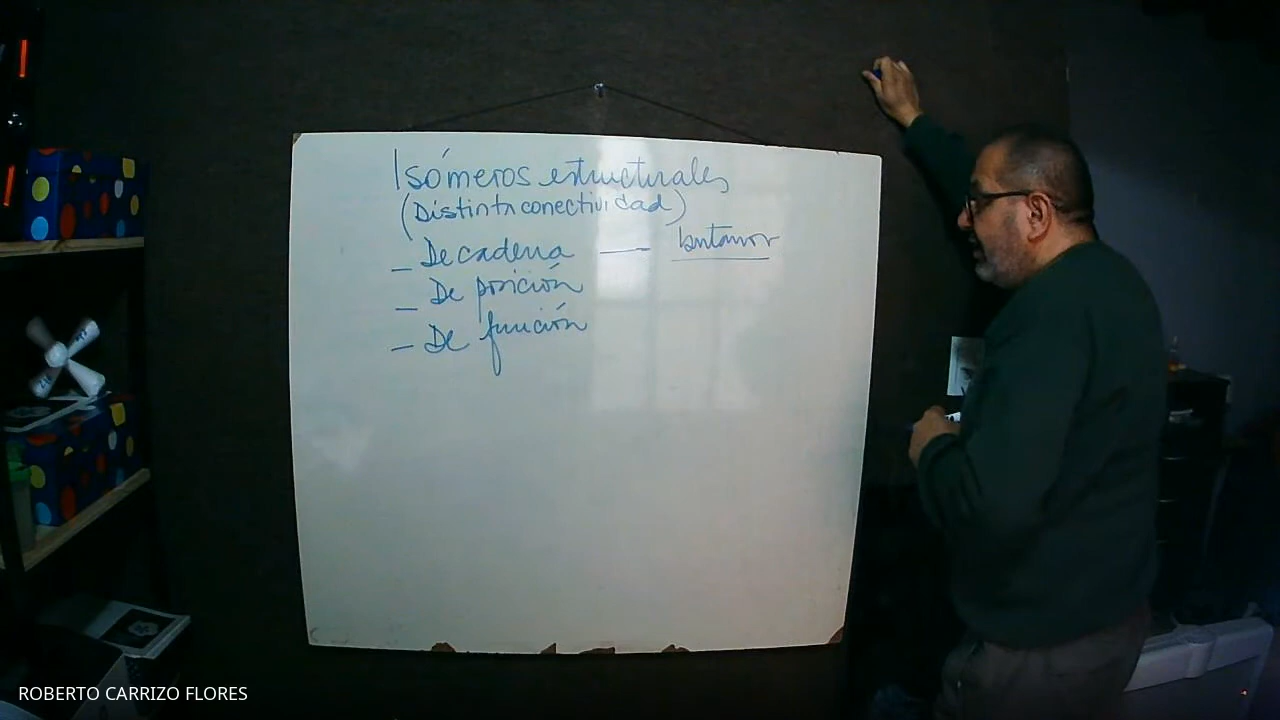 Isómeros estructurales
(Distinta conectividad)
- De cadena — butanos
- De posición
- De función
ROBERTO CARRIZO FLORES